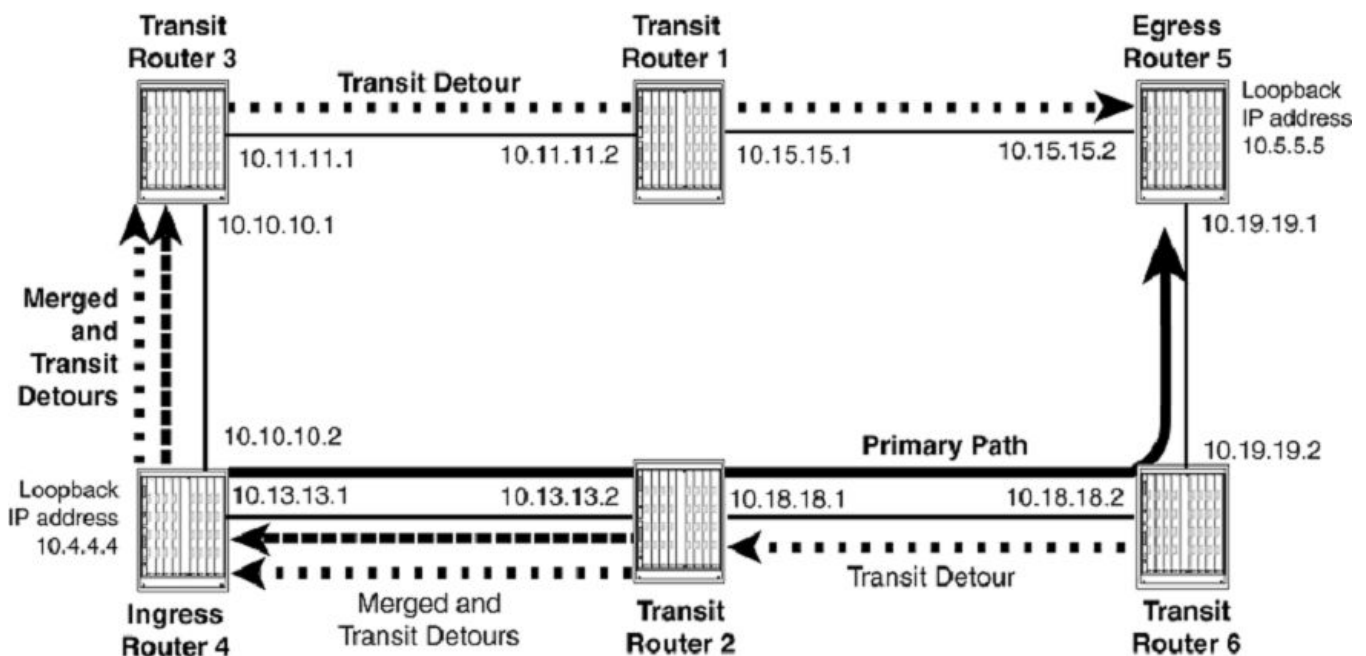 Transit
Router 3
Transit
Router 1
Egress
Router 5
Transit Detour
Loopback
IP address
10.5.5.5
10.11.11.1
10.11.11.2
10.15.15.1
10.15.15.2
10.10.10.1
10.19.19.1
Merged
and
Transit
Detours
10.10.10.2
Primary Path
10.19.19.2
Loopback
IP address
10.4.4.4
10.13.13.1
10.13.13.2
10.18.18.1
10.18.18.2
Ingress
Router 4
Merged and
Transit Detours
Transit
Router 2
Transit Detour
Transit
Router 6